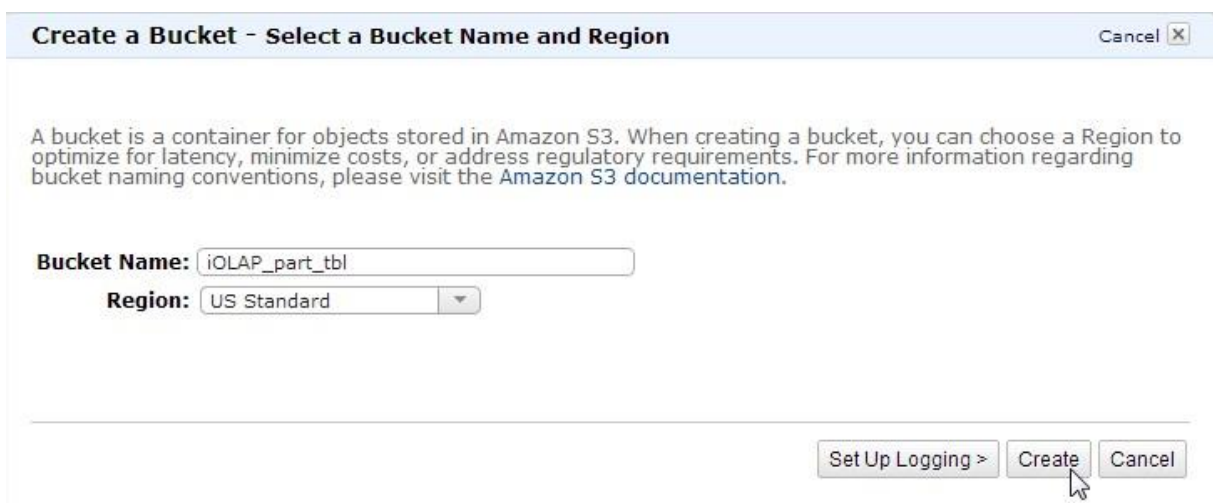 Create a Bucket - Select a Bucket Name and Region
Cancel
A bucket is a container for objects stored in Amazon S3. When creating a bucket, you can choose a Region to
optimize for latency, minimize costs, or address regulatory requirements. For more information regarding
bucket naming conventions, please visit the Amazon S3 documentation.
Bucket Name: iOLAP_part_tbl
Region: US Standard
Set Up Logging > Create Cancel